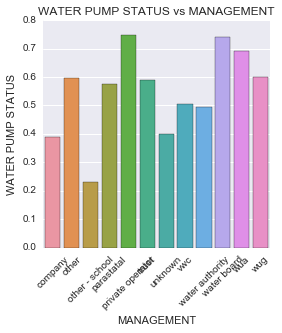 WATER PUMP STATUS vs MANAGEMENT
WATER PUMP STATUS
0.8
0.7
0.6
0.5
0.4
0.3
0.2
0.1
0.0
company
other
other - school
parastatal
private operator
trust
unknown
vwc
water authority
water board
wua
wug
MANAGEMENT